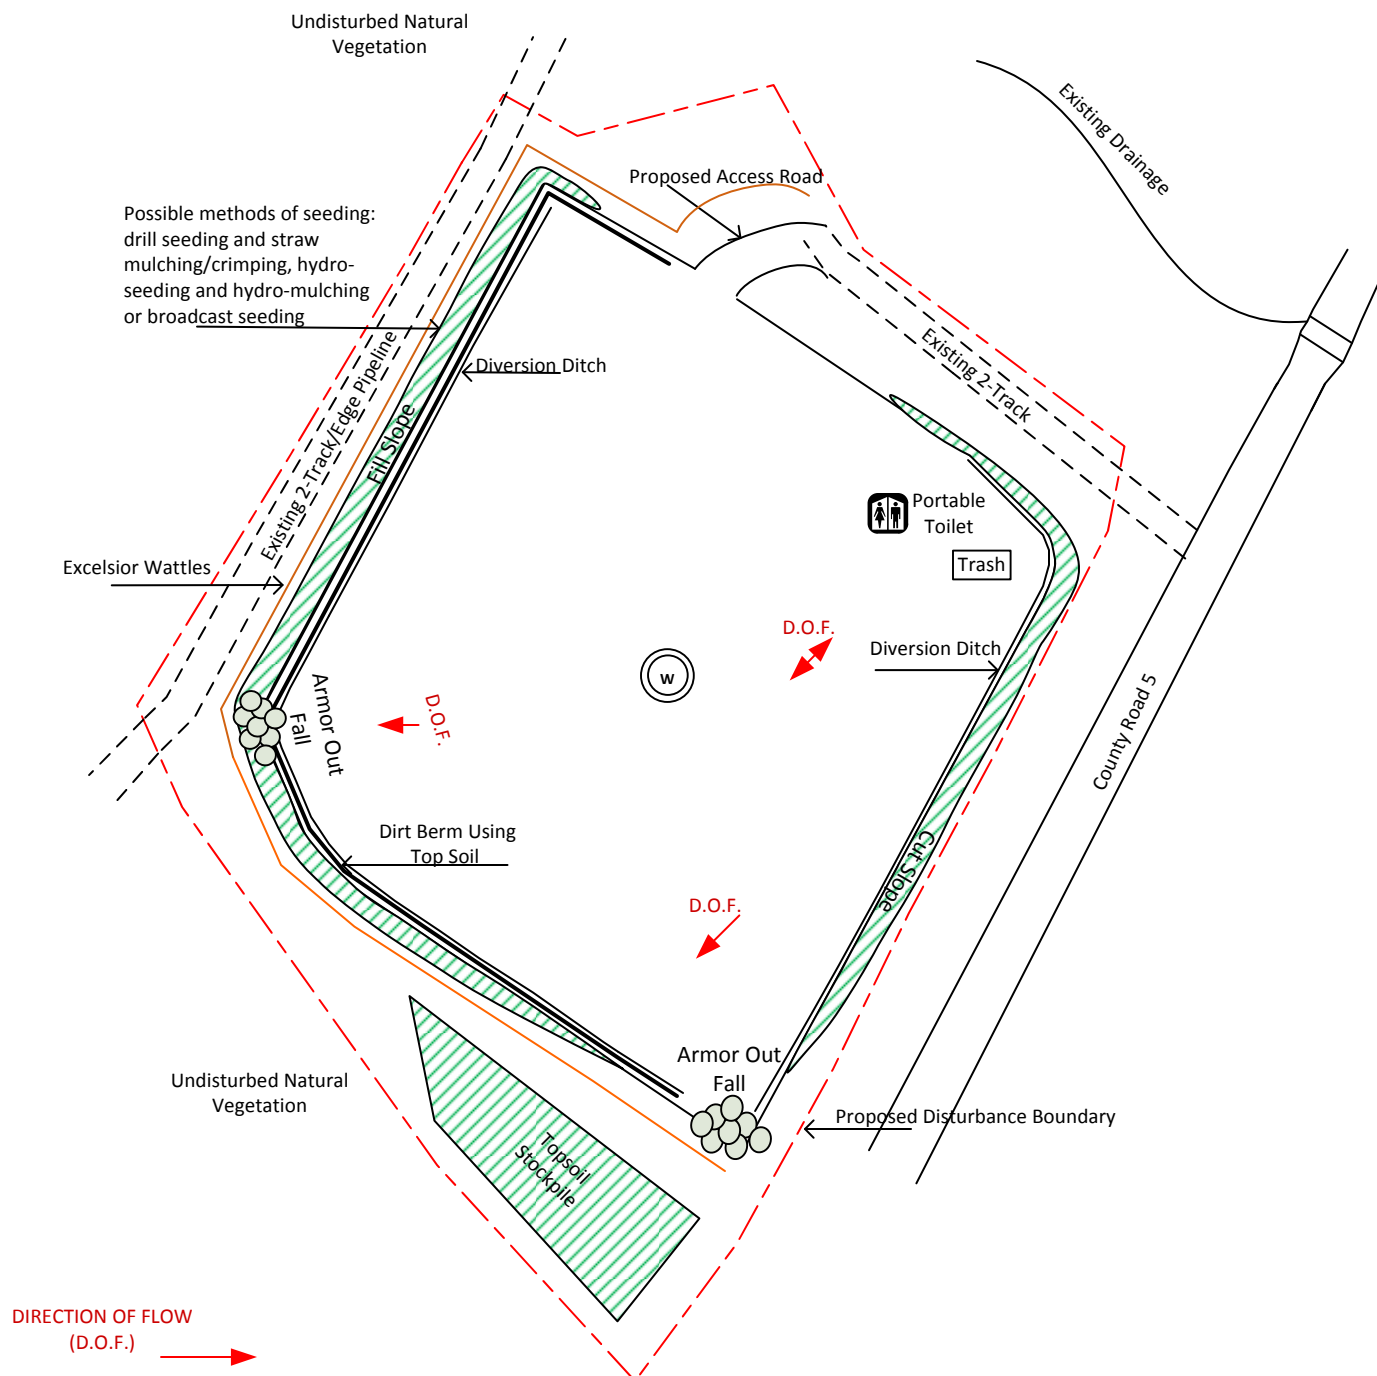 Undisturbed Natural
Vegetation
Existing Drainage
Proposed Access Road
Possible methods of seeding:
drill seeding and straw
mulching/crimping, hydro-
seeding and hydro-mulching
or broadcast seeding
Existing 2-Track
Diversion Ditch
Existing 2-Track/Edge Pipeline
Fill Slope
Portable
Toilet
Trash
Excelsior Wattles
D.O.F.
Diversion Ditch
W
Armor Out
Fall
D.O.F.
County Road 5
Dirt Berm Using
Top Soil
Cut Slope
D.O.F.
Armor Out
Fall
Undisturbed Natural
Vegetation
Proposed Disturbance Boundary
Topsoil
Stockpile
DIRECTION OF FLOW
(D.O.F.)